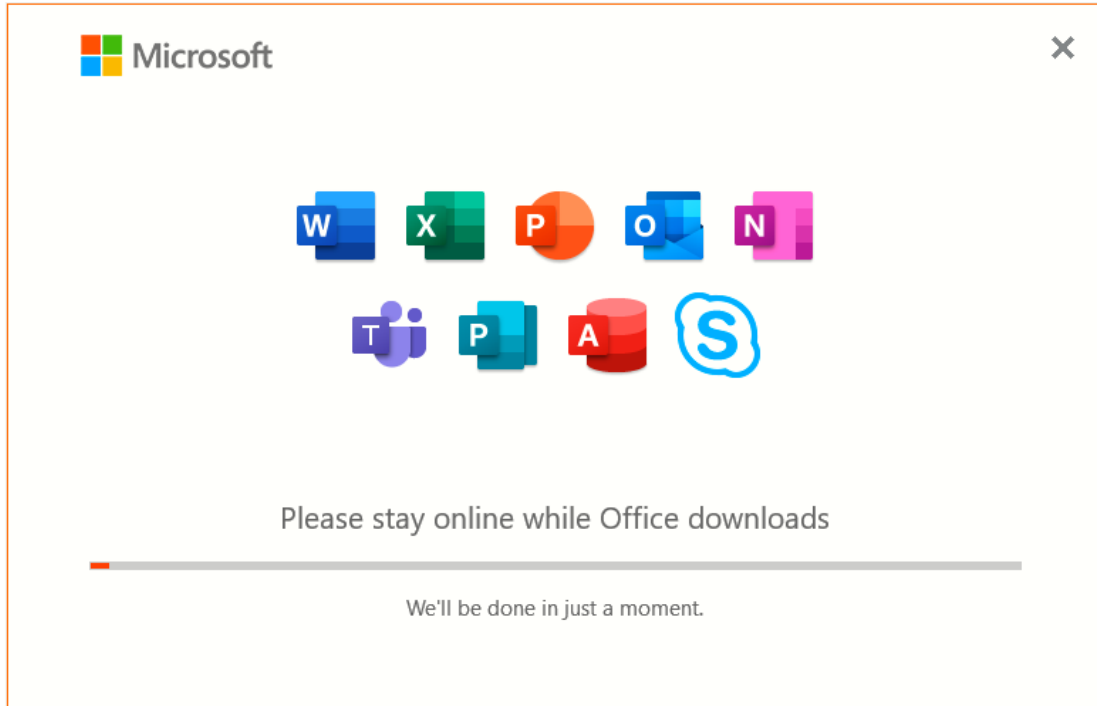 Microsoft
W X P O N
T P A S
Please stay online while Office downloads
We'll be done in just a moment.